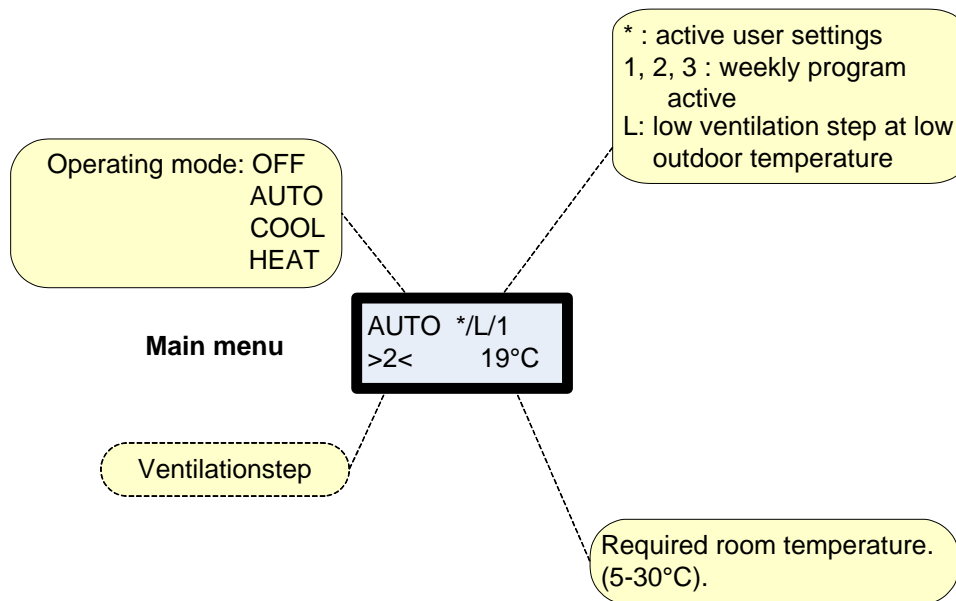 * : active user settings
1, 2, 3 : weekly program
active
L: low ventilation step at low
outdoor temperature
Operating mode: OFF
AUTO
COOL
HEAT
Main menu
AUTO */L/1
>2< 19°C
Ventilationstep
Required room temperature.
(5-30°C).